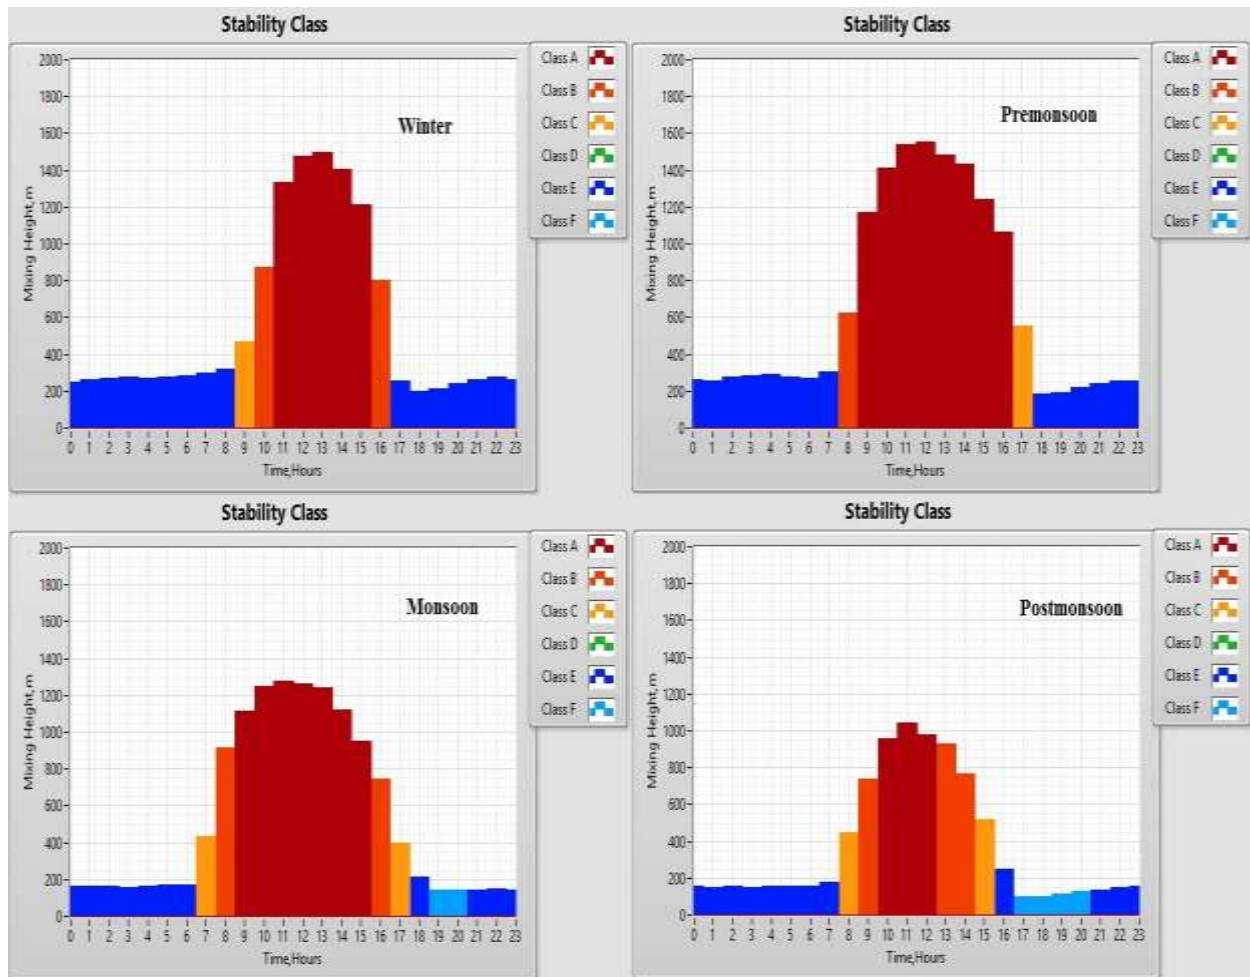 Stability Class
2000
1800
1600
1400
1200
1000
800
600
400
200
0
Mixing Height,m
0 1 2 3 4 5 6 7 8 9 10 11 12 13 14 15 16 17 18 19 20 21 22 23
Time,Hours
Winter
Class A
Class B
Class C
Class D
Class E
Class F
Stability Class
2000
1800
1600
1400
1200
1000
800
600
400
200
0
Mixing Height,m
0 1 2 3 4 5 6 7 8 9 10 11 12 13 14 15 16 17 18 19 20 21 22 23
Time,Hours
Premonsoon
Class A
Class B
Class C
Class D
Class E
Class F
Stability Class
2000
1800
1600
1400
1200
1000
800
600
400
200
0
Mixing Height,m
0 1 2 3 4 5 6 7 8 9 10 11 12 13 14 15 16 17 18 19 20 21 22 23
Time,Hours
Monsoon
Class A
Class B
Class C
Class D
Class E
Class F
Stability Class
2000
1800
1600
1400
1200
1000
800
600
400
200
0
Mixing Height,m
0 1 2 3 4 5 6 7 8 9 10 11 12 13 14 15 16 17 18 19 20 21 22 23
Time,Hours
Postmonsoon
Class A
Class B
Class C
Class D
Class E
Class F